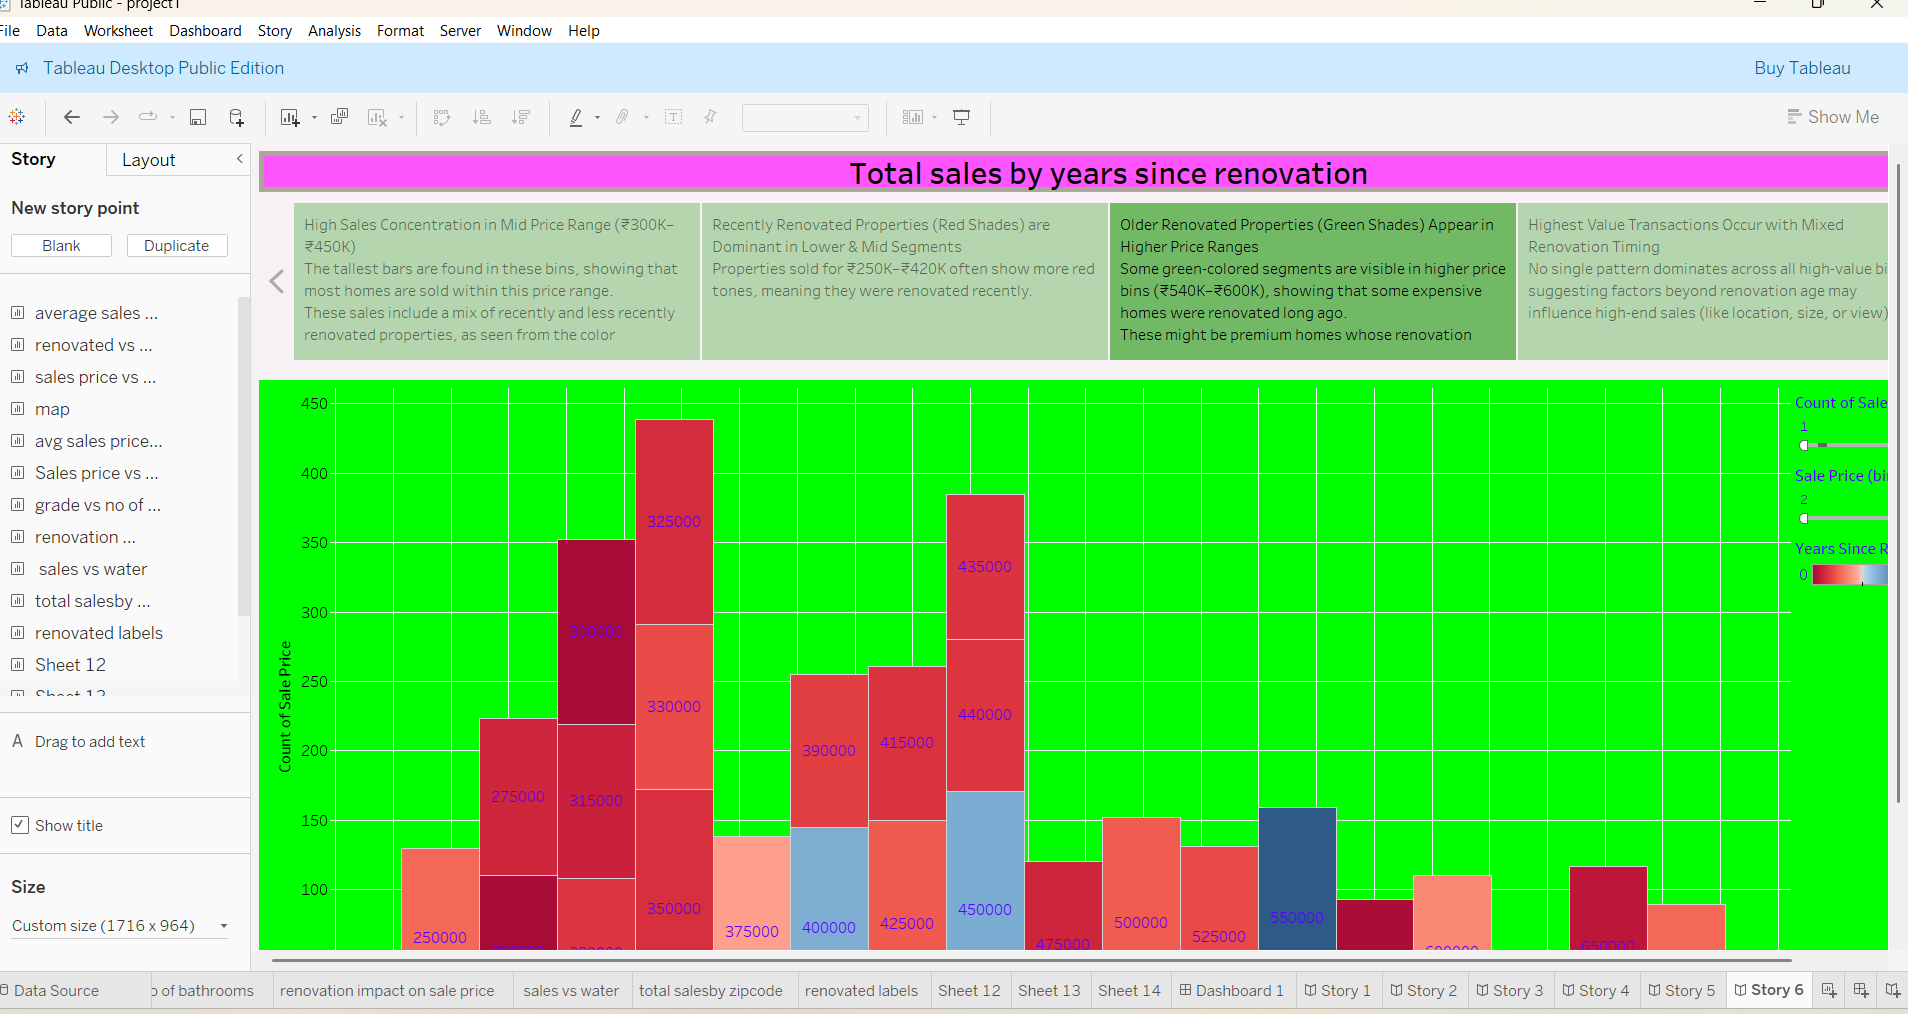 Tableau Public - project1
File Data Worksheet Dashboard Story Analysis Format Server Window Help
Tableau Desktop Public Edition
Buy Tableau
Show Me
Story
Layout
New story point
Blank
Duplicate
average sales ...
renovated vs ...
sales price vs ...
map
avg sales price...
Sales price vs ...
grade vs no of ...
renovation ...
sales vs water
total salesby ...
renovated labels
Sheet 12
Sheet 13
A Drag to add text
Show title
Size
Custom size (1716 x 964)
Total sales by years since renovation
High Sales Concentration in Mid Price Range (₹300K–
₹450K)
The tallest bars are found in these bins, showing that
most homes are sold within this price range.
These sales include a mix of recently and less recently
renovated properties, as seen from the color
Recently Renovated Properties (Red Shades) are
Dominant in Lower & Mid Segments
Properties sold for ₹250K–₹420K often show more red
tones, meaning they were renovated recently.
Older Renovated Properties (Green Shades) Appear in
Higher Price Ranges
Some green-colored segments are visible in higher price
bins (₹540K–₹600K), showing that some expensive
homes were renovated long ago.
These might be premium homes whose renovation
Highest Value Transactions Occur with Mixed
Renovation Timing
No single pattern dominates across all high-value bi
suggesting factors beyond renovation age may
influence high-end sales (like location, size, or view)
450
400
350
300
250
200
150
100
Count of Sale Price
325000
435000
300000
330000
440000
390000
415000
275000
315000
350000
450000
550000
500000
425000
400000
375000
525000
250000
475000
650000
600000
Count of Sale
1
Sale Price (bi
2
Years Since R
0
Data Source
o of bathrooms
renovation impact on sale price
sales vs water
total salesby zipcode
renovated labels
Sheet 12
Sheet 13
Sheet 14
Dashboard 1
Story 1
Story 2
Story 3
Story 4
Story 5
Story 6